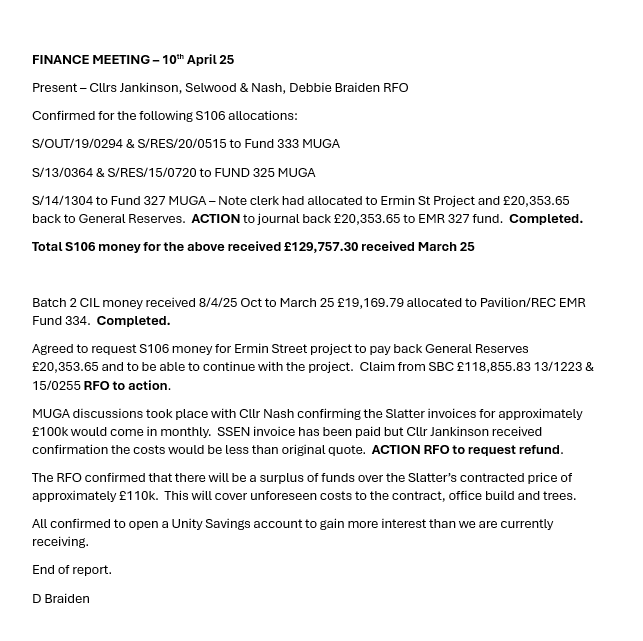 FINANCE MEETING – 10th April 25
Present – Cllrs Jankinson, Selwood & Nash, Debbie Braiden RFO
Confirmed for the following S106 allocations:
S/OUT/19/0294 & S/RES/20/0515 to Fund 333 MUGA
S/13/0364 & S/RES/15/0720 to FUND 325 MUGA
S/14/1304 to Fund 327 MUGA – Note clerk had allocated to Ermin St Project and £20,353.65
back to General Reserves.  ACTION to journal back £20,353.65 to EMR 327 fund.  Completed.
Total S106 money for the above received £129,757.30 received March 25
Batch 2 CIL money received 8/4/25 Oct to March 25 £19,169.79 allocated to Pavilion/REC EMR
Fund 334.  Completed.
Agreed to request S106 money for Ermin Street project to pay back General Reserves
£20,353.65 and to be able to continue with the project.  Claim from SBC £118,855.83 13/1223 &
15/0255 RFO to action.
MUGA discussions took place with Cllr Nash confirming the Slatter invoices for approximately
£100k would come in monthly.  SSEN invoice has been paid but Cllr Jankinson received
confirmation the costs would be less than original quote.  ACTION RFO to request refund.
The RFO confirmed that there will be a surplus of funds over the Slatter's contracted price of
approximately £110k.  This will cover unforeseen costs to the contract, office build and trees.
All confirmed to open a Unity Savings account to gain more interest than we are currently
receiving.
End of report.
D Braiden